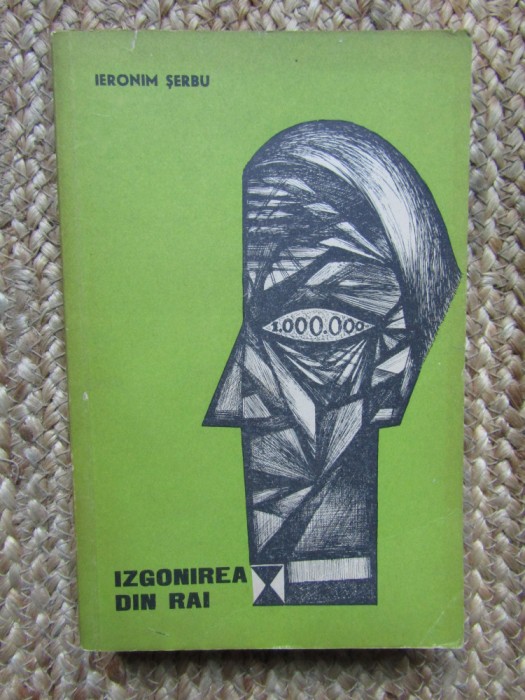 IERONIM ŞERBU
1.000.000
IZGONIREA
DIN RAI